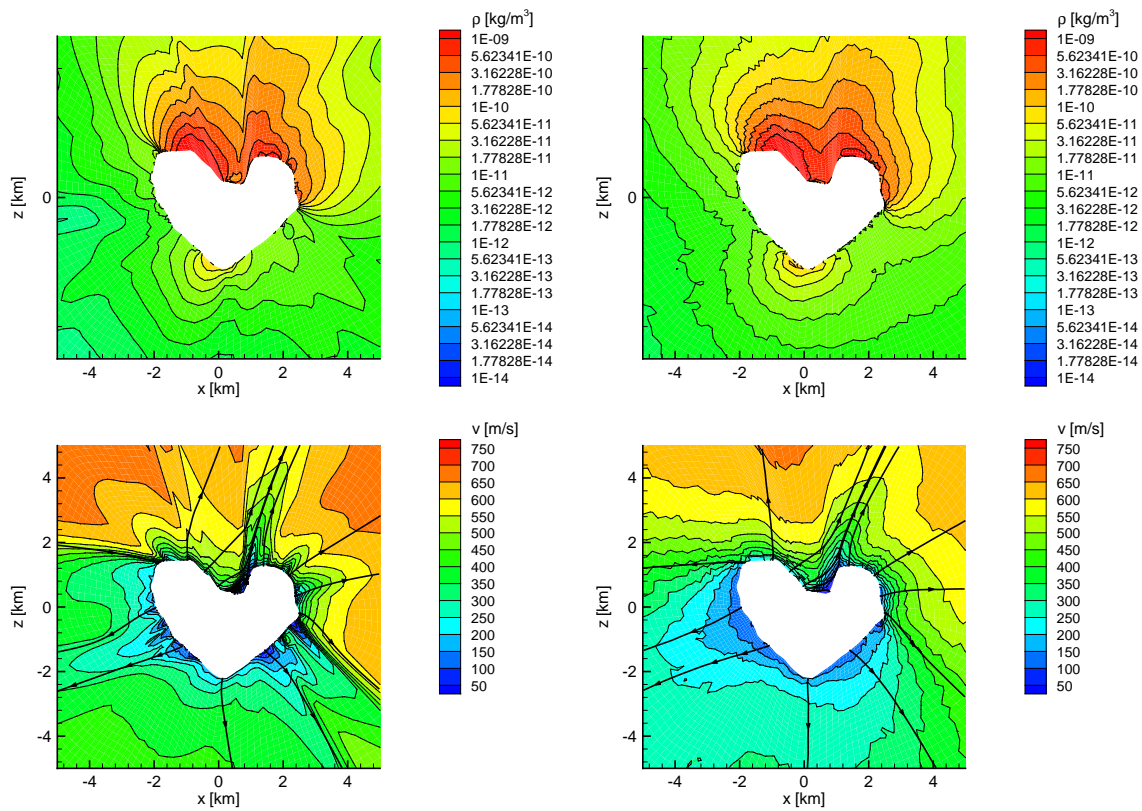 ρ [kg/m³]
1E-09
5.62341E-10
3.16228E-10
1.77828E-10
1E-10
5.62341E-11
3.16228E-11
1.77828E-11
1E-11
5.62341E-12
3.16228E-12
1.77828E-12
1E-12
5.62341E-13
3.16228E-13
1.77828E-13
1E-13
5.62341E-14
3.16228E-14
1.77828E-14
1E-14
z [km]
0
-4 -2 0 2 4
x [km]
ρ [kg/m³]
1E-09
5.62341E-10
3.16228E-10
1.77828E-10
1E-10
5.62341E-11
3.16228E-11
1.77828E-11
1E-11
5.62341E-12
3.16228E-12
1.77828E-12
1E-12
5.62341E-13
3.16228E-13
1.77828E-13
1E-13
5.62341E-14
3.16228E-14
1.77828E-14
1E-14
z [km]
0
-4 -2 0 2 4
x [km]
v [m/s]
750
700
650
600
550
500
450
400
350
300
250
200
150
100
50
z [km]
4
2
0
-2
-4
-4 -2 0 2 4
x [km]
v [m/s]
750
700
650
600
550
500
450
400
350
300
250
200
150
100
50
z [km]
4
2
0
-2
-4
-4 -2 0 2 4
x [km]